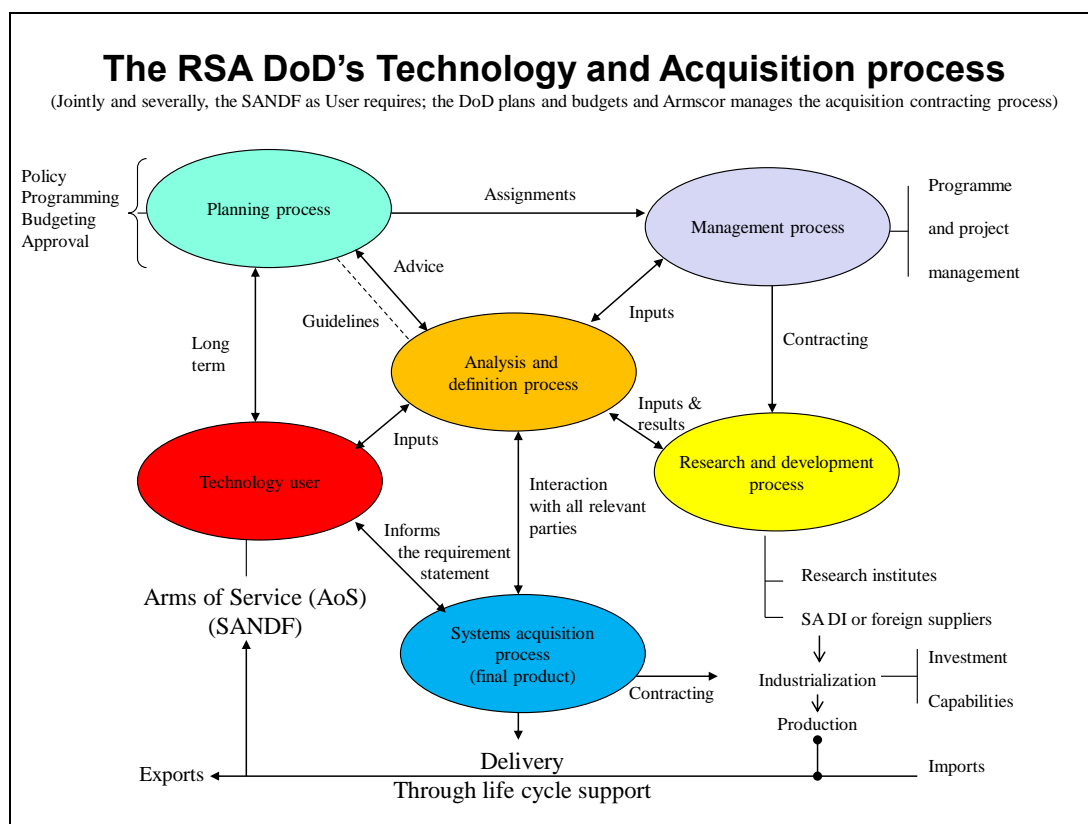 The RSA DoD's Technology and Acquisition process
(Jointly and severally, the SANDF as User requires; the DoD plans and budgets and Armscor manages the acquisition contracting process)
Policy
Programming
Budgeting
Approval
Planning process
Assignments
Management process
Programme
and project
management
Advice
Guidelines
Inputs
Long
term
Analysis and
definition process
Contracting
Inputs
Inputs &
results
Technology user
Research and development
process
Interaction
with all relevant
parties
Informs
the requirement
statement
Arms of Service (AoS)
(SANDF)
Research institutes
SA DI or foreign suppliers
Systems acquisition
process
(final product)
Contracting
Industrialization
Investment
Capabilities
Production
Delivery
Exports
Imports
Through life cycle support